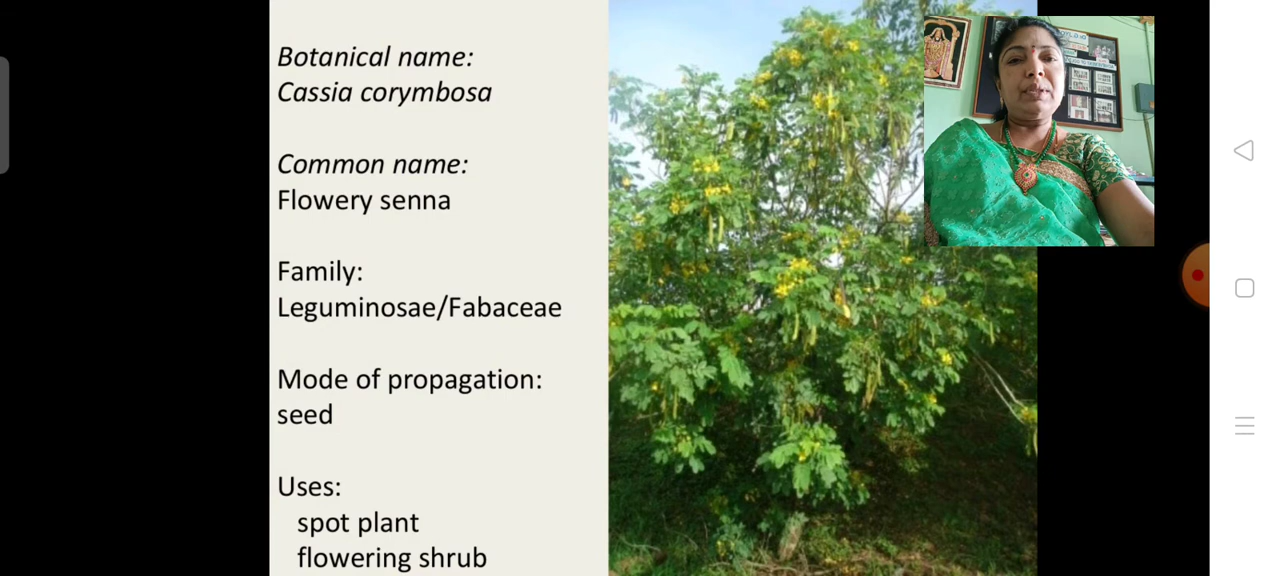 Botanical name:
Cassia corymbosa
Common name:
Flowery senna
Family:
Leguminosae/Fabaceae
Mode of propagation:
seed
Uses:
spot plant
flowering shrub